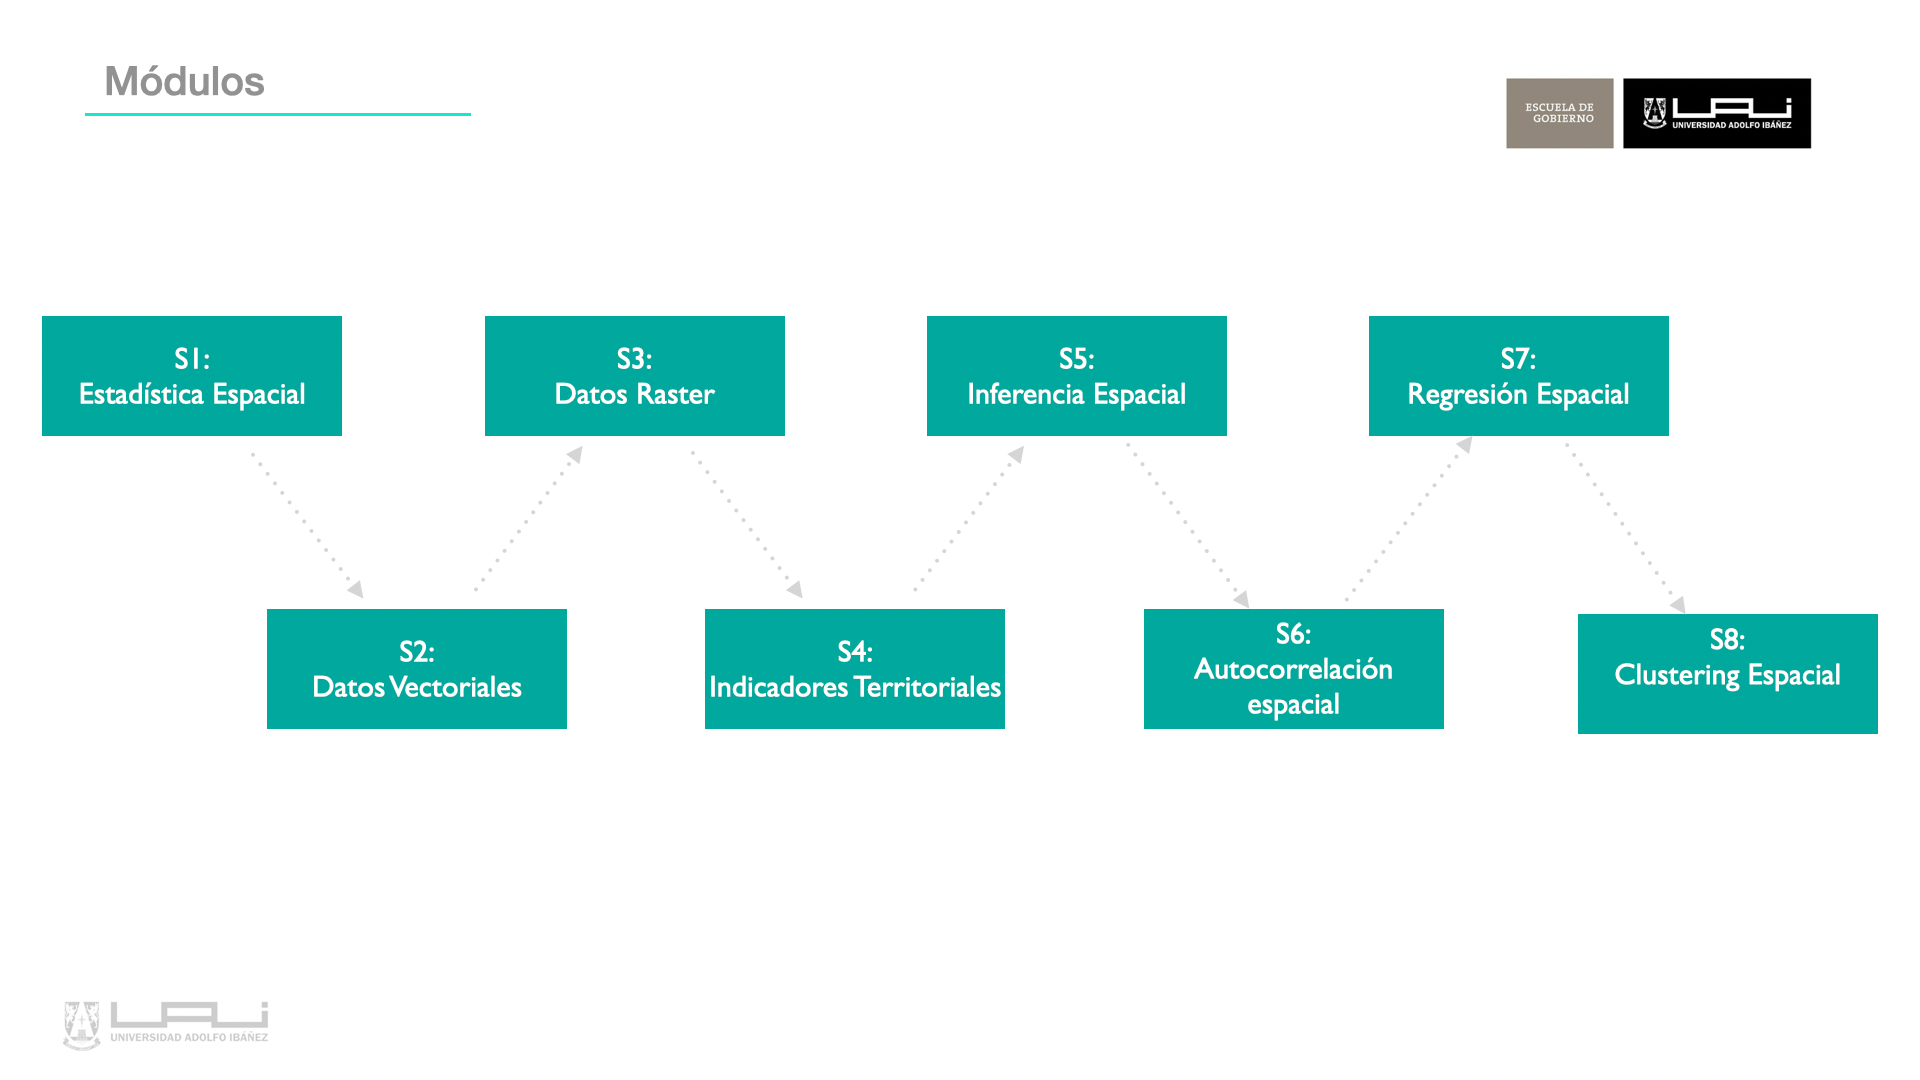 Módulos
ESCUELA DE
GOBIERNO
UAI
UNIVERSIDAD ADOLFO IBÁÑEZ
S1:
Estadística Espacial
S2:
Datos Vectoriales
S3:
Datos Raster
S4:
Indicadores Territoriales
S5:
Inferencia Espacial
S6:
Autocorrelación
espacial
S7:
Regresión Espacial
S8:
Clustering Espacial
UAI
UNIVERSIDAD ADOLFO IBÁÑEZ